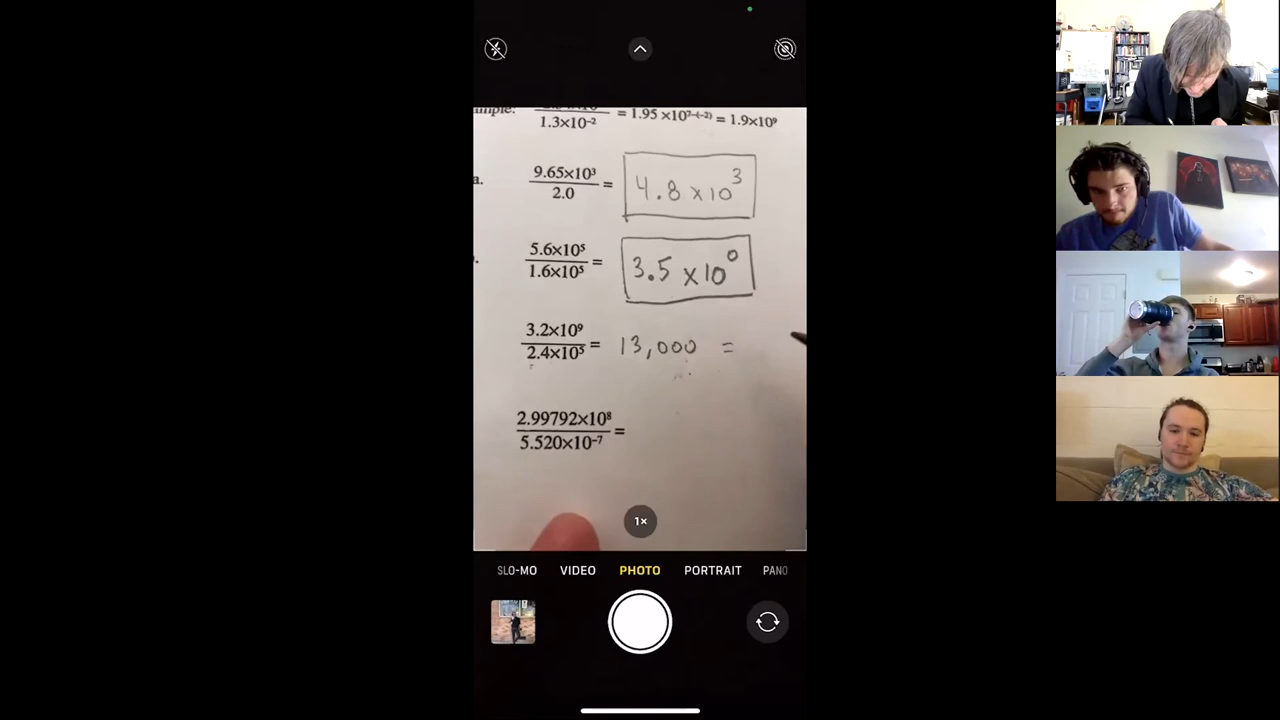 1.3×10⁻² = 1.95 ×10⁷⁻⁽⁻²⁾ = 1.9×10⁹
a. 9.65×10³
2.0 = 4.8 ×10³
5.6×10⁵
1.6×10⁵ = 3.5 ×10⁰
3.2×10⁹
2.4×10⁵ = 13,000 =
2.99792×10⁸
5.520×10⁻⁷ =
1×
SLO-MO VIDEO PHOTO PORTRAIT PANO